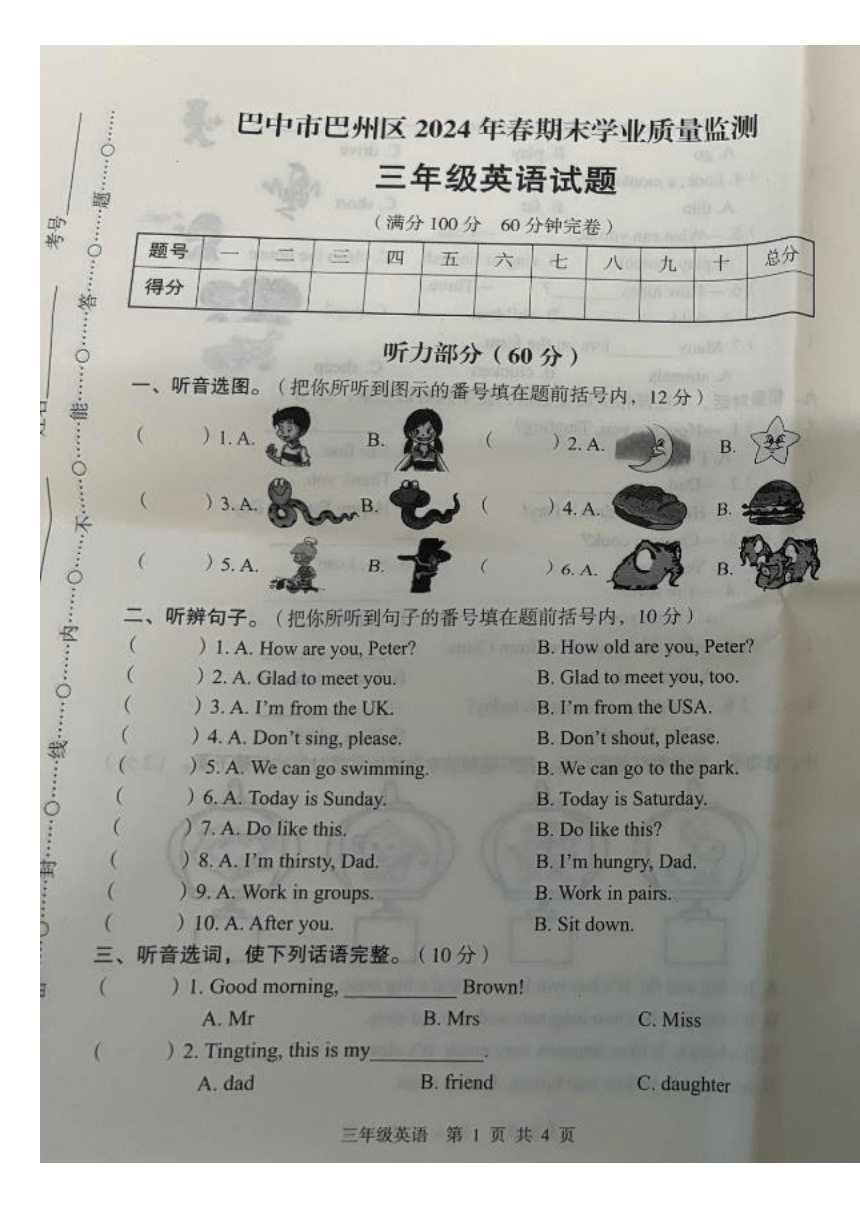 巴中市巴州区 2024 年春期末学业质量监测
三年级英语试题
（满分 100 分 60 分钟完卷）
题号 一 二 三 四 五 六 七 八 九 十 总分
得分
听力部分（60 分）
一、听音选图。（把你所听到图示的番号填在题前括号内，12 分）
( ) 1. A. B. ( ) 2. A. B.
( ) 3. A. B. ( ) 4. A. B.
( ) 5. A. B. ( ) 6. A. B.
二、听辨句子。（把你所听到句子的番号填在题前括号内，10 分）
( ) 1. A. How are you, Peter? B. How old are you, Peter?
( ) 2. A. Glad to meet you. B. Glad to meet you, too.
( ) 3. A. I'm from the UK. B. I'm from the USA.
( ) 4. A. Don't sing, please. B. Don't shout, please.
( ) 5. A. We can go swimming. B. We can go to the park.
( ) 6. A. Today is Sunday. B. Today is Saturday.
( ) 7. A. Do like this. B. Do like this?
( ) 8. A. I'm thirsty, Dad. B. I'm hungry, Dad.
( ) 9. A. Work in groups. B. Work in pairs.
( ) 10. A. After you. B. Sit down.
三、听音选词，使下列话语完整。（10 分）
( ) 1. Good morning, __________ Brown!
A. Mr B. Mrs C. Miss
( ) 2. Tingting, this is my__________.
A. dad B. friend C. daughter
三年级英语 第 1 页 共 4 页
考号
封……○……线……○……内……○……不……○……能……○……答……○……题……○……